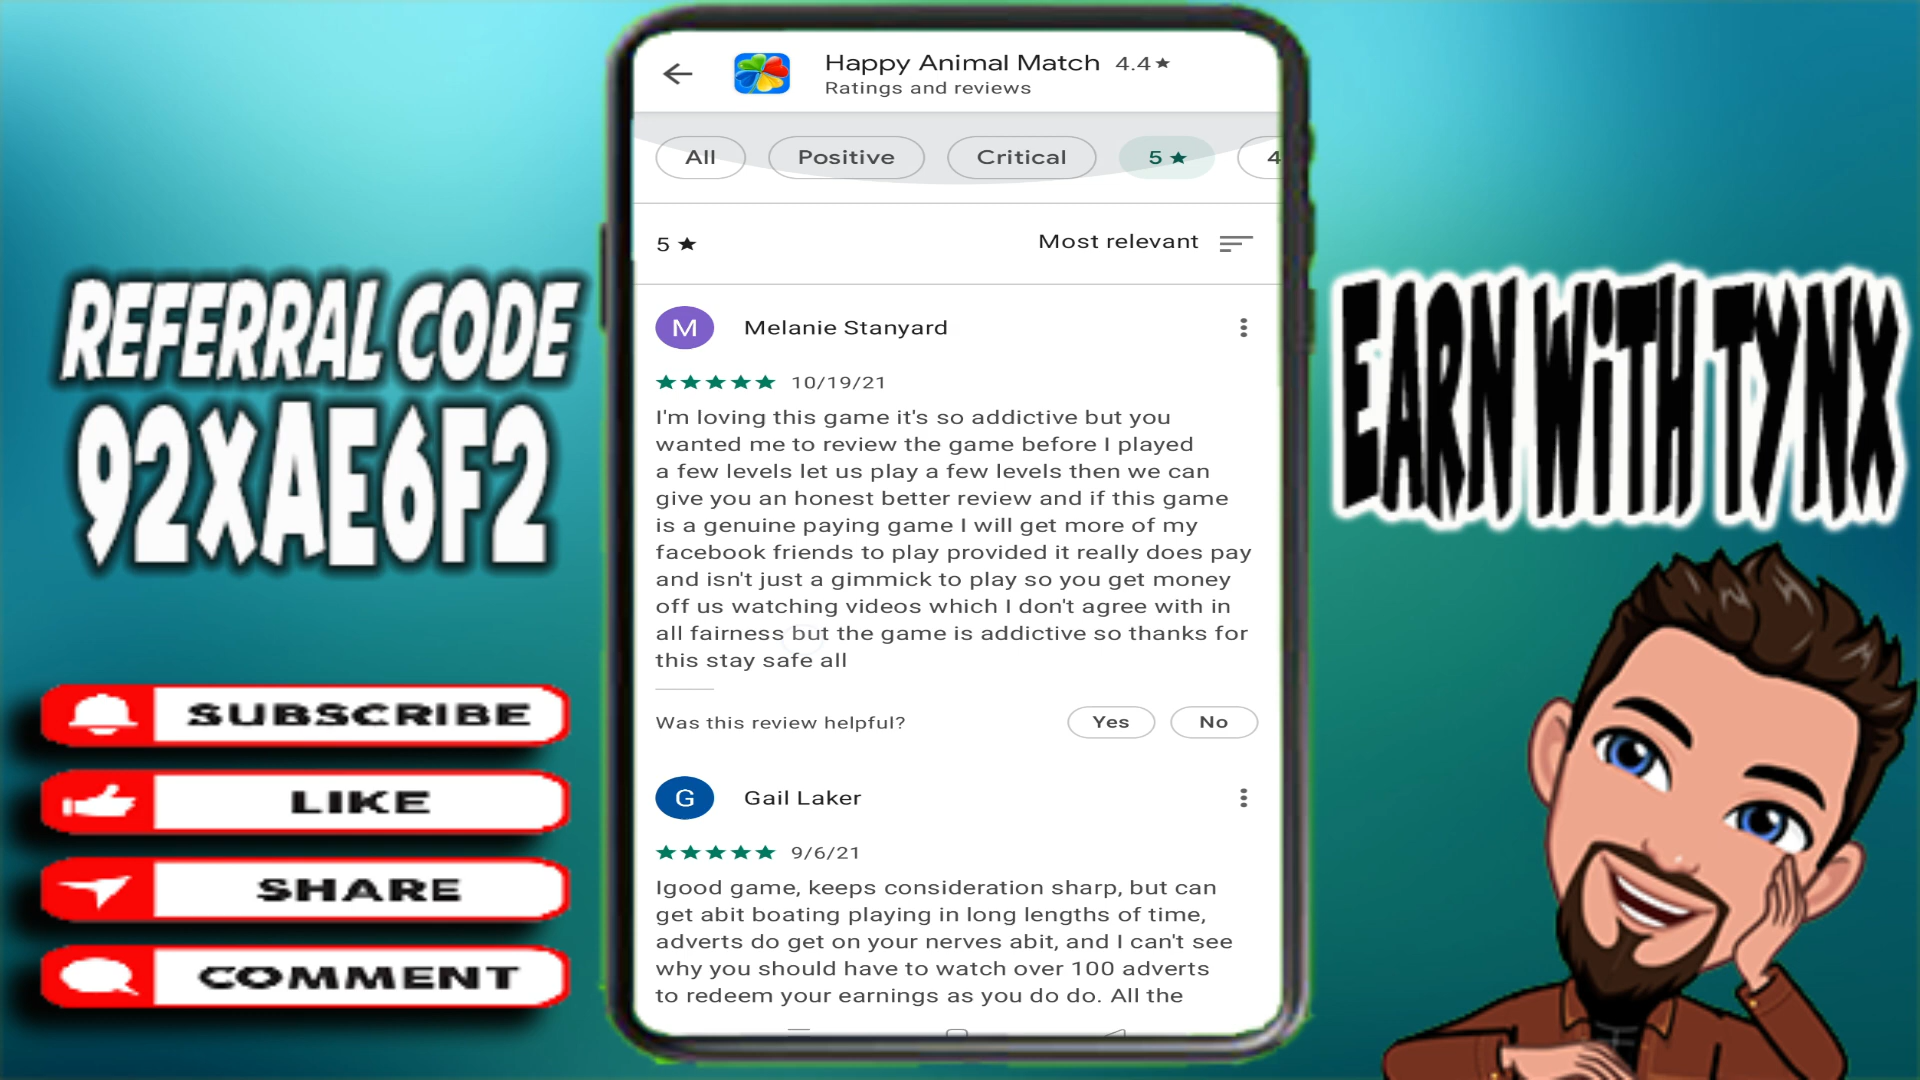 REFERRAL CODE
92XAE6F2
SUBSCRIBE
LIKE
SHARE
COMMENT
Happy Animal Match 4.4★
Ratings and reviews
All
Positive
Critical
5 ★
4
5 ★
Most relevant
M
Melanie Stanyard
★★★★★ 10/19/21
I'm loving this game it's so addictive but you
wanted me to review the game before I played
a few levels let us play a few levels then we can
give you an honest better review and if this game
is a genuine paying game I will get more of my
facebook friends to play provided it really does pay
and isn't just a gimmick to play so you get money
off us watching videos which I don't agree with in
all fairness but the game is addictive so thanks for
this stay safe all
Was this review helpful?
Yes
No
G
Gail Laker
★★★★★ 9/6/21
Igood game, keeps consideration sharp, but can
get abit boating playing in long lengths of time,
adverts do get on your nerves abit, and I can't see
why you should have to watch over 100 adverts
to redeem your earnings as you do do. All the
EARN WiTH TYNX